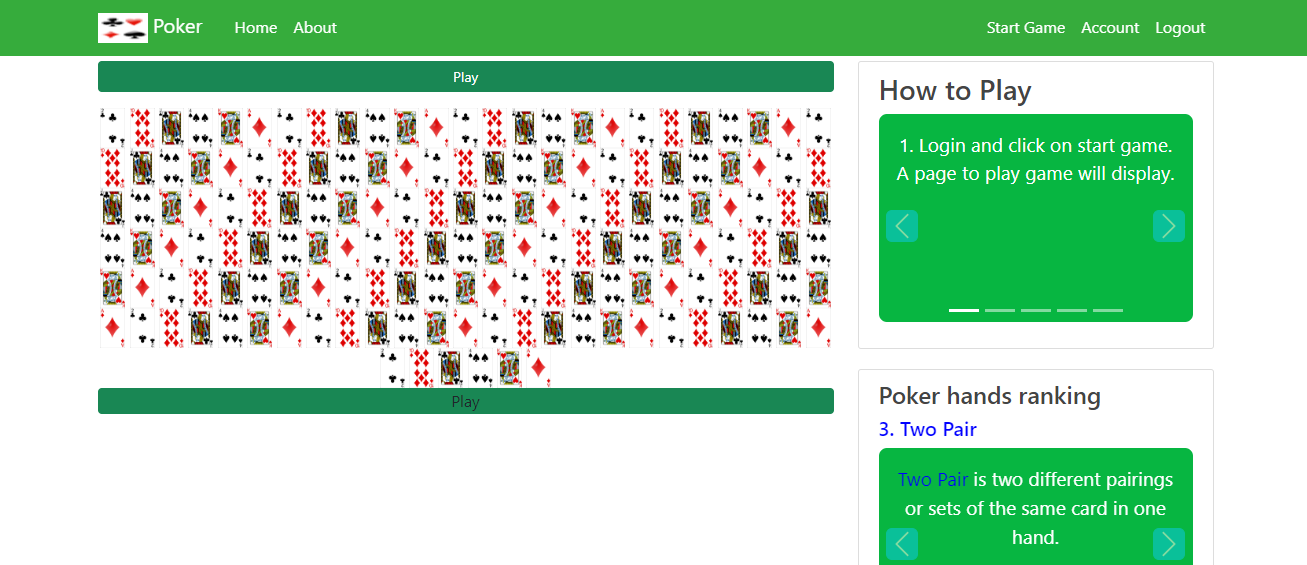 Poker Home About Start Game Account Logout
Play
How to Play
1. Login and click on start game.
A page to play game will display.
Play
Poker hands ranking
3. Two Pair
Two Pair is two different pairings
or sets of the same card in one
hand.